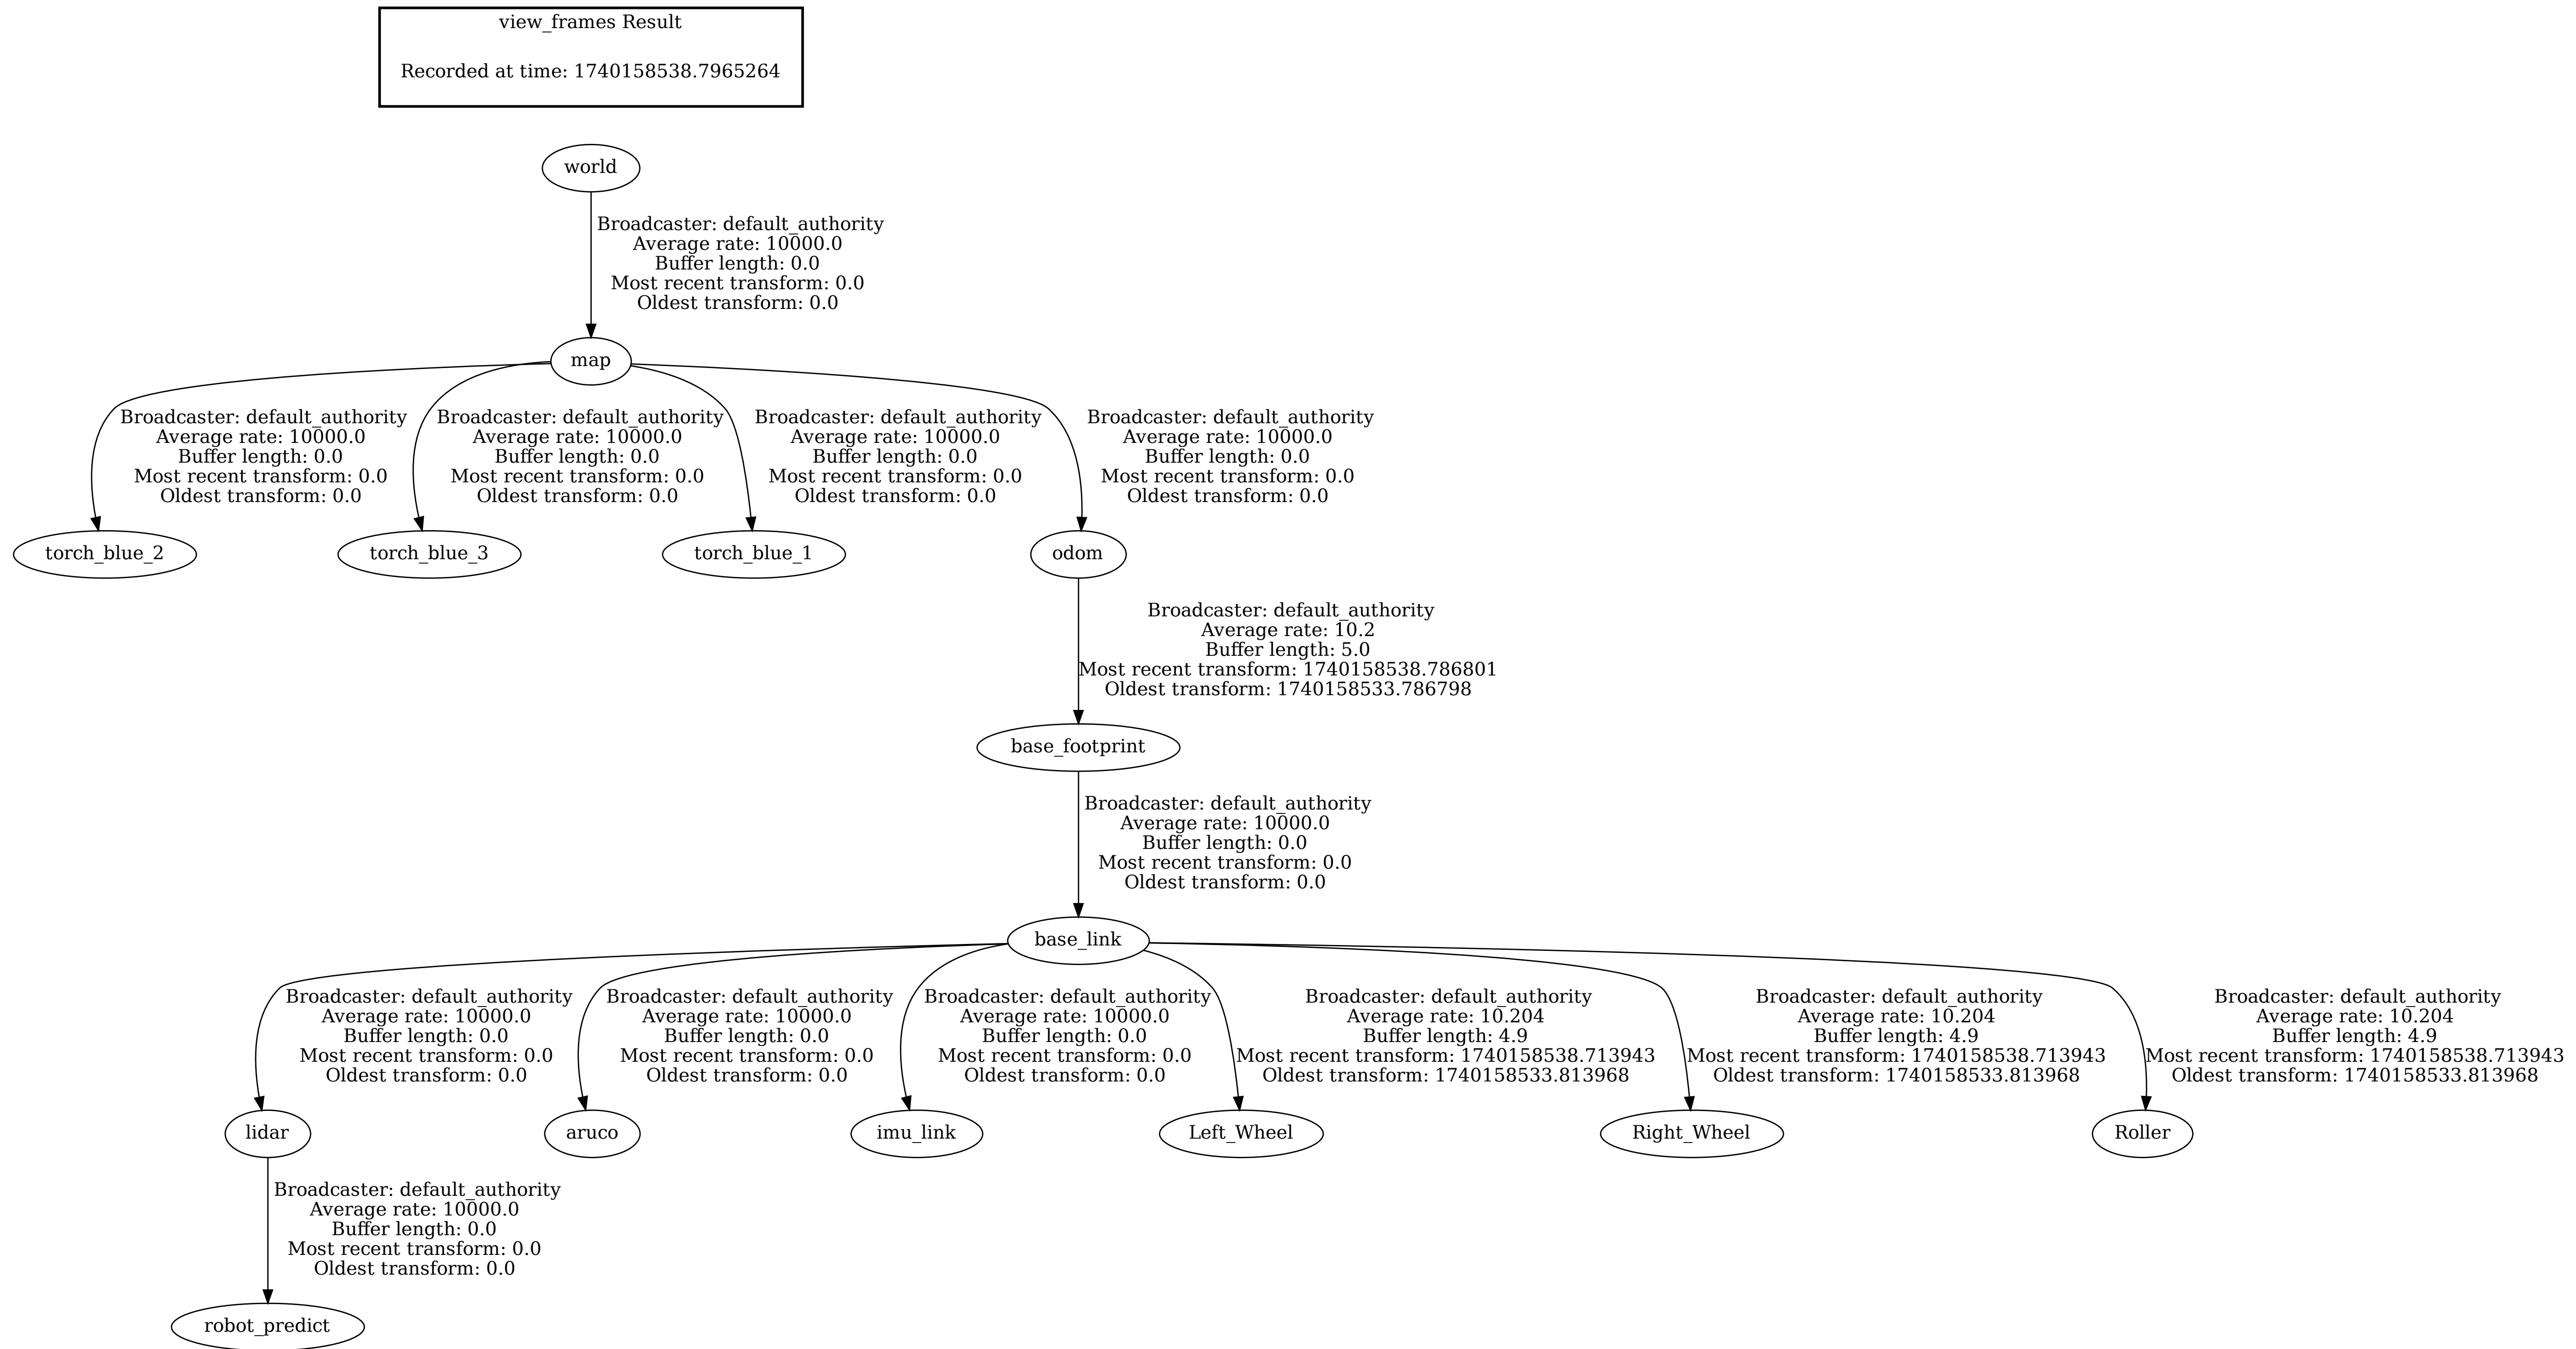 view_frames Result
Recorded at time: 1740158538.7965264
world
Broadcaster: default_authority
Average rate: 10000.0
Buffer length: 0.0
Most recent transform: 0.0
Oldest transform: 0.0
map
Broadcaster: default_authority
Average rate: 10000.0
Buffer length: 0.0
Most recent transform: 0.0
Oldest transform: 0.0
Broadcaster: default_authority
Average rate: 10000.0
Buffer length: 0.0
Most recent transform: 0.0
Oldest transform: 0.0
Broadcaster: default_authority
Average rate: 10000.0
Buffer length: 0.0
Most recent transform: 0.0
Oldest transform: 0.0
Broadcaster: default_authority
Average rate: 10000.0
Buffer length: 0.0
Most recent transform: 0.0
Oldest transform: 0.0
torch_blue_2
torch_blue_3
torch_blue_1
odom
Broadcaster: default_authority
Average rate: 10.2
Buffer length: 5.0
Most recent transform: 1740158538.786801
Oldest transform: 1740158533.786798
base_footprint
Broadcaster: default_authority
Average rate: 10000.0
Buffer length: 0.0
Most recent transform: 0.0
Oldest transform: 0.0
base_link
Broadcaster: default_authority
Average rate: 10000.0
Buffer length: 0.0
Most recent transform: 0.0
Oldest transform: 0.0
Broadcaster: default_authority
Average rate: 10000.0
Buffer length: 0.0
Most recent transform: 0.0
Oldest transform: 0.0
Broadcaster: default_authority
Average rate: 10000.0
Buffer length: 0.0
Most recent transform: 0.0
Oldest transform: 0.0
Broadcaster: default_authority
Average rate: 10.204
Buffer length: 4.9
Most recent transform: 1740158538.713943
Oldest transform: 1740158533.813968
Broadcaster: default_authority
Average rate: 10.204
Buffer length: 4.9
Most recent transform: 1740158538.713943
Oldest transform: 1740158533.813968
Broadcaster: default_authority
Average rate: 10.204
Buffer length: 4.9
Most recent transform: 1740158538.713943
Oldest transform: 1740158533.813968
lidar
aruco
imu_link
Left_Wheel
Right_Wheel
Roller
Broadcaster: default_authority
Average rate: 10000.0
Buffer length: 0.0
Most recent transform: 0.0
Oldest transform: 0.0
robot_predict